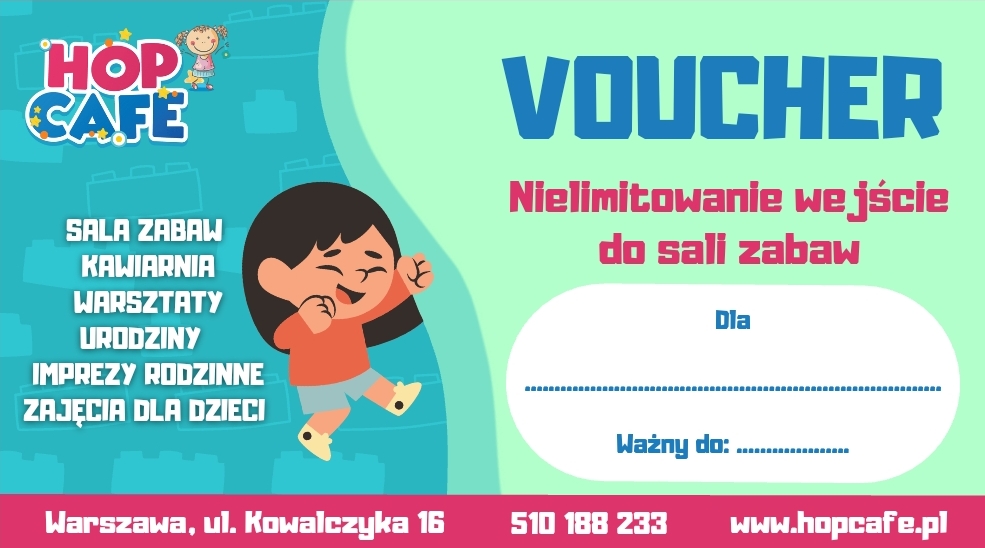 HOP
CAFE
SALA ZABAW
KAWIARNIA
WARSZTATY
URODZINY
IMPREZY RODZINNE
ZAJĘCIA DLA DZIECI
VOUCHER
Nielimitowanie wejście
do sali zabaw
Dla
......................................................................
Ważny do: ...................
Warszawa, ul. Kowalczyka 16 510 188 233 www.hopcafe.pl